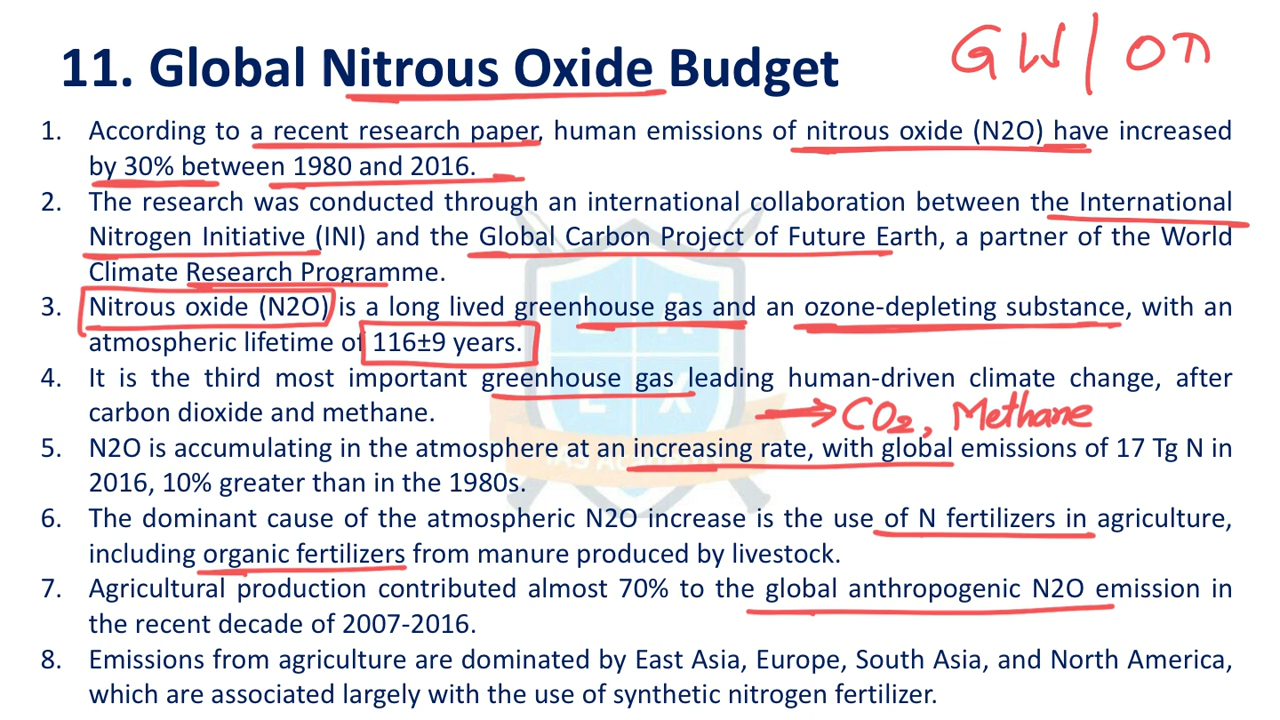 11. Global Nitrous Oxide Budget
GW/OD
1. According to a recent research paper, human emissions of nitrous oxide (N2O) have increased
by 30% between 1980 and 2016.
2. The research was conducted through an international collaboration between the International
Nitrogen Initiative (INI) and the Global Carbon Project of Future Earth, a partner of the World
Climate Research Programme.
3. Nitrous oxide (N2O) is a long lived greenhouse gas and an ozone-depleting substance, with an
atmospheric lifetime of 116±9 years.
4. It is the third most important greenhouse gas leading human-driven climate change, after
carbon dioxide and methane.
→ CO2, Methane
5. N2O is accumulating in the atmosphere at an increasing rate, with global emissions of 17 Tg N in
2016, 10% greater than in the 1980s.
6. The dominant cause of the atmospheric N2O increase is the use of N fertilizers in agriculture,
including organic fertilizers from manure produced by livestock.
7. Agricultural production contributed almost 70% to the global anthropogenic N2O emission in
the recent decade of 2007-2016.
8. Emissions from agriculture are dominated by East Asia, Europe, South Asia, and North America,
which are associated largely with the use of synthetic nitrogen fertilizer.